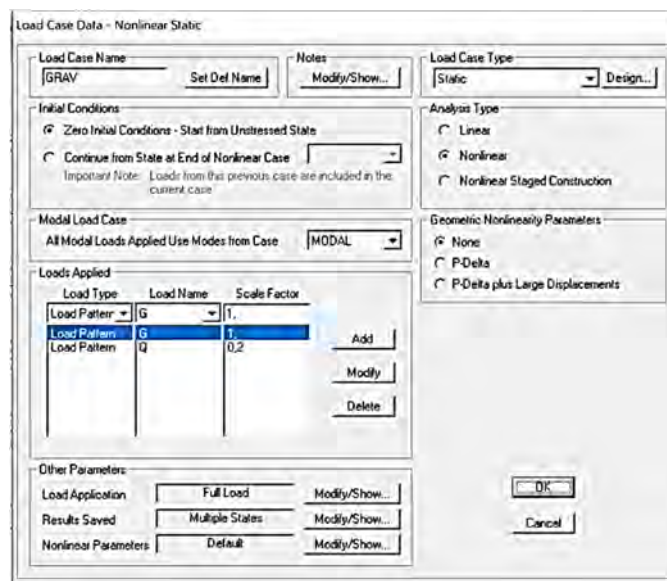 Load Case Data - Nonlinear Static
Load Case Name
GRAV
Set Def Name
Notes
Modify/Show...
Load Case Type
Static
Design...
Initial Conditions
Zero Initial Conditions - Start from Unstressed State
Continue from State at End of Nonlinear Case
Important Note: Loads from this previous case are included in the
current case
Analysis Type
Linear
Nonlinear
Nonlinear Staged Construction
Modal Load Case
All Modal Loads Applied Use Modes from Case
MODAL
Geometric Nonlinearity Parameters
None
P-Delta
P-Delta plus Large Displacements
Loads Applied
Load Type Load Name Scale Factor
Load Pattern G 1,
Load Pattern G 1,
Load Pattern Q 0,2
Add
Modify
Delete
Other Parameters
Load Application Full Load Modify/Show...
Results Saved Multiple States Modify/Show...
Nonlinear Parameters Default Modify/Show...
OK
Cancel